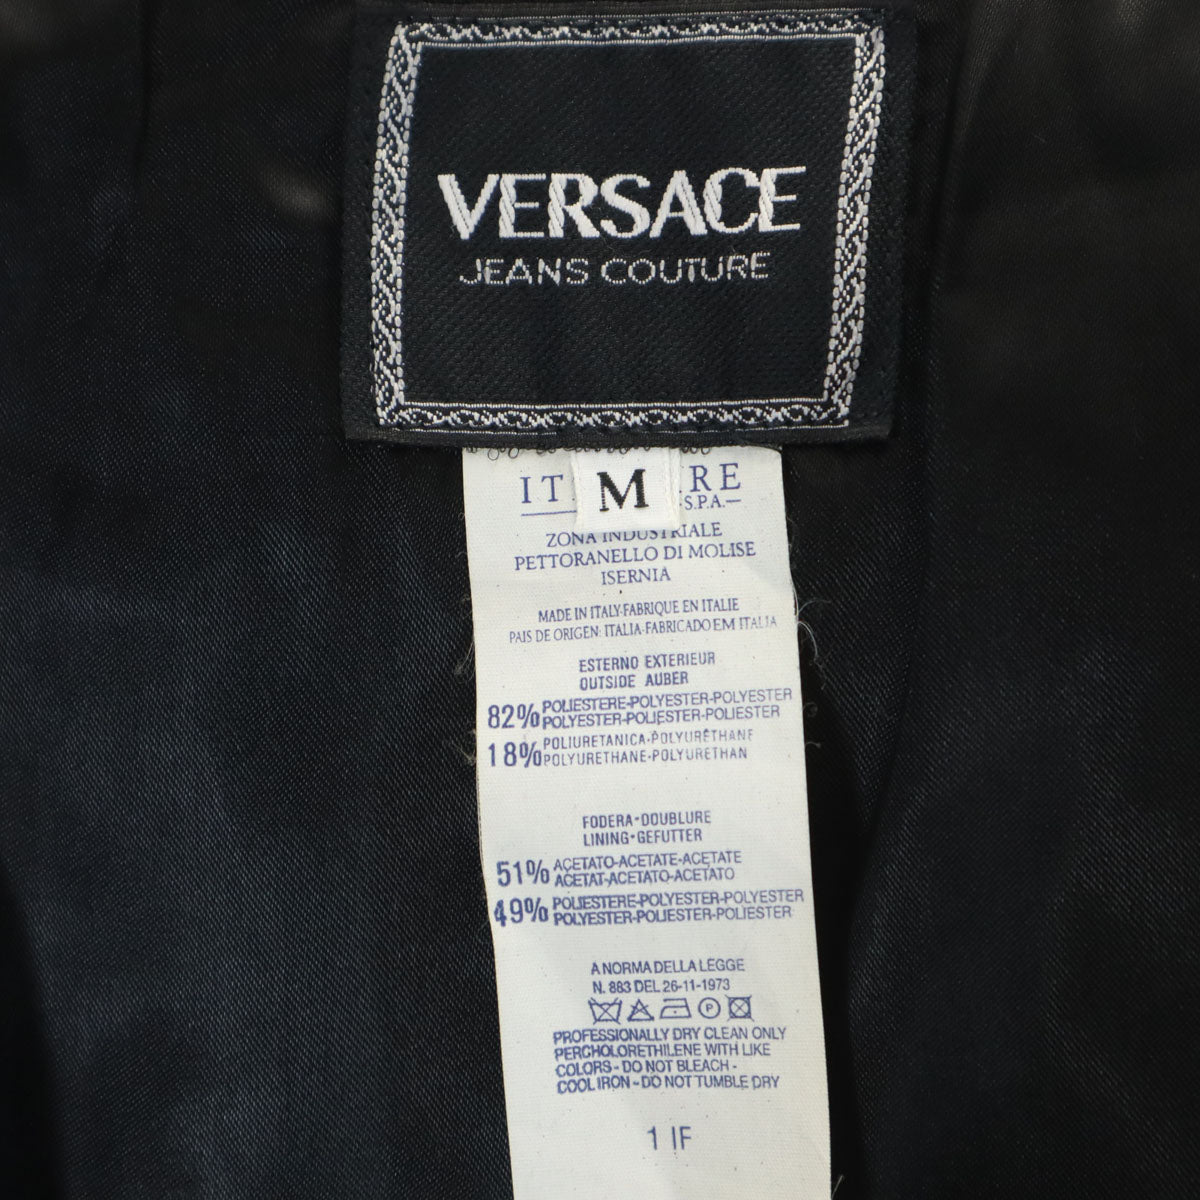 VERSACE
JEANS COUTURE
M
S.P.A.
ZONA INDUSTRIALE
PETTORANELLO DI MOLISE
ISERNIA
MADE IN ITALY-FABRIQUE EN ITALIE
PAIS DE ORIGEN: ITALIA-FABRICADO EM ITALIA
ESTERNO EXTERIEUR
OUTSIDE AUBER
82% POLIESTERE-POLYESTER-POLYESTER
POLYESTER-POLIESTER-POLIESTER
18% POLIURETANICA-POLYURÊTHANE
POLYURETHANE-POLYURETHAN
FODERA-DOUBLURE
LINING-GEFUTTER
51% ACETATO-ACETATE-ACETATE
ACETAT-ACETATO-ACETATO
49% POLIESTERE-POLYESTER-POLYESTER
POLYESTER-POLIESTER-POLIESTER
A NORMA DELLA LEGGE
N. 883 DEL 26-11-1973
P
PROFESSIONALLY DRY CLEAN ONLY
PERCHOLORETHILENE WITH LIKE
COLORS - DO NOT BLEACH -
COOL IRON - DO NOT TUMBLE DRY
1 IF